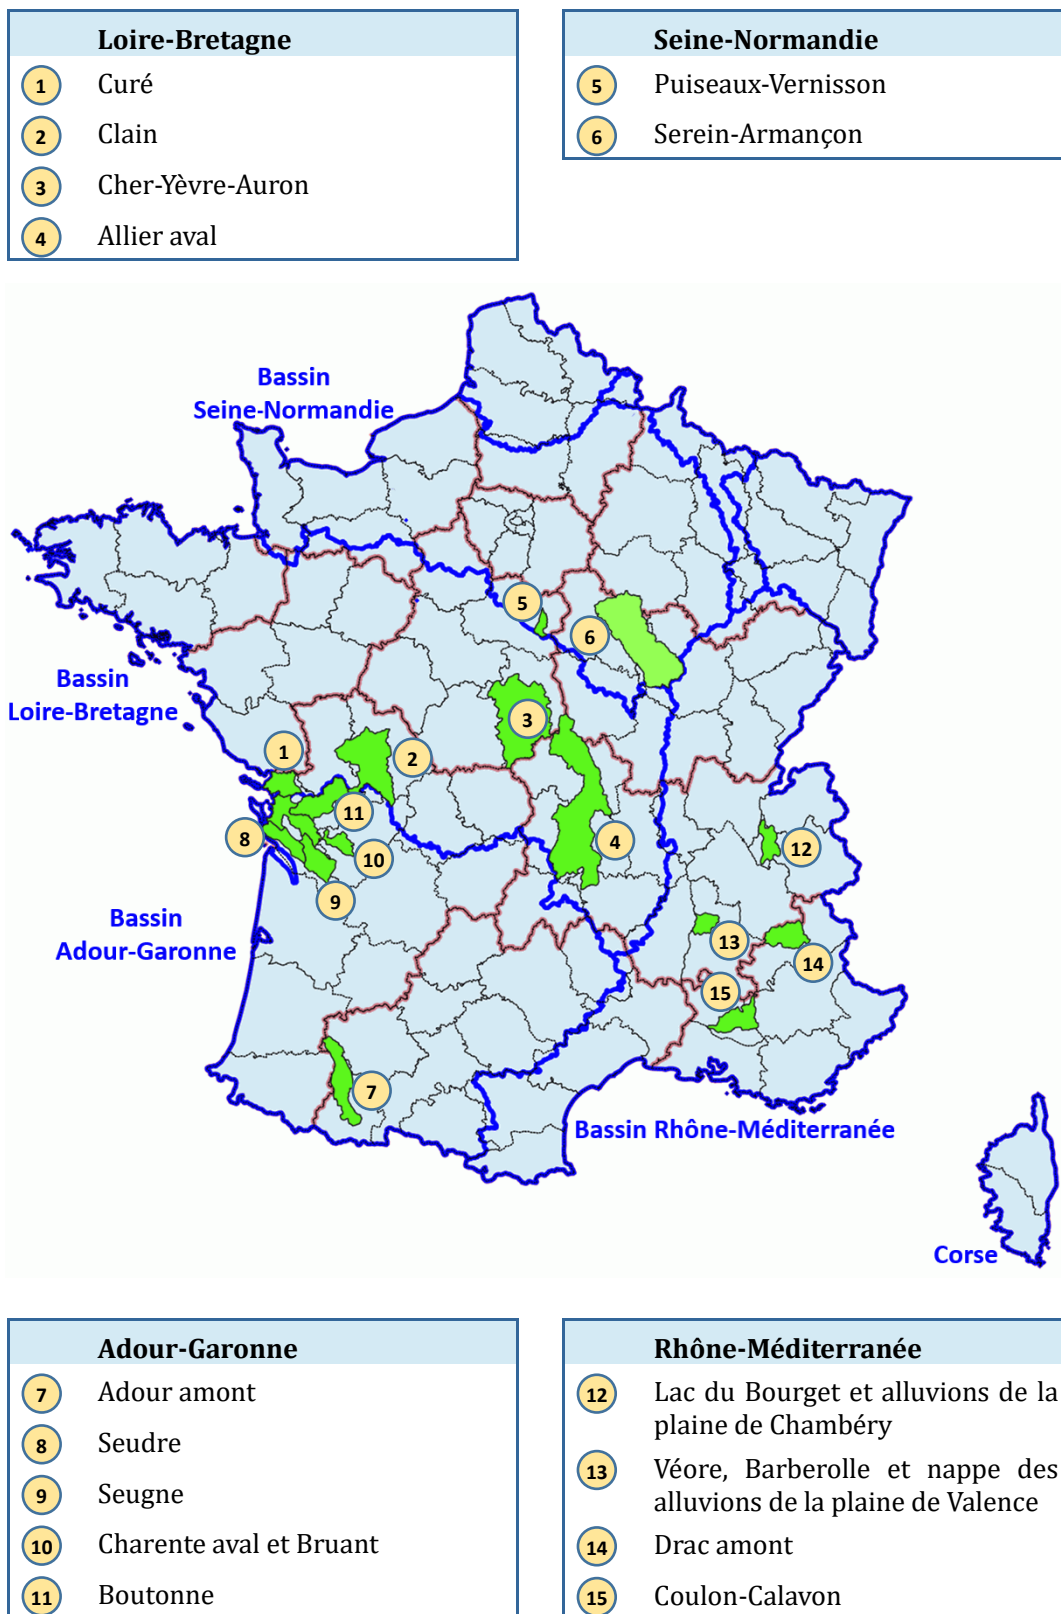 Loire-Bretagne
1 Curé
2 Clain
3 Cher-Yèvre-Auron
4 Allier aval
Seine-Normandie
5 Puiseaux-Vernisson
6 Serein-Armançon
Bassin
Seine-Normandie
5
6
Bassin
Loire-Bretagne
3
1
2
11
8
4
12
10
9
Bassin
Adour-Garonne
13
14
15
7
Bassin Rhône-Méditerranée
Corse
Adour-Garonne
7 Adour amont
8 Seudre
9 Seugne
10 Charente aval et Bruant
11 Boutonne
Rhône-Méditerranée
12 Lac du Bourget et alluvions de la
plaine de Chambéry
13 Véore, Barberolle et nappe des
alluvions de la plaine de Valence
14 Drac amont
15 Coulon-Calavon